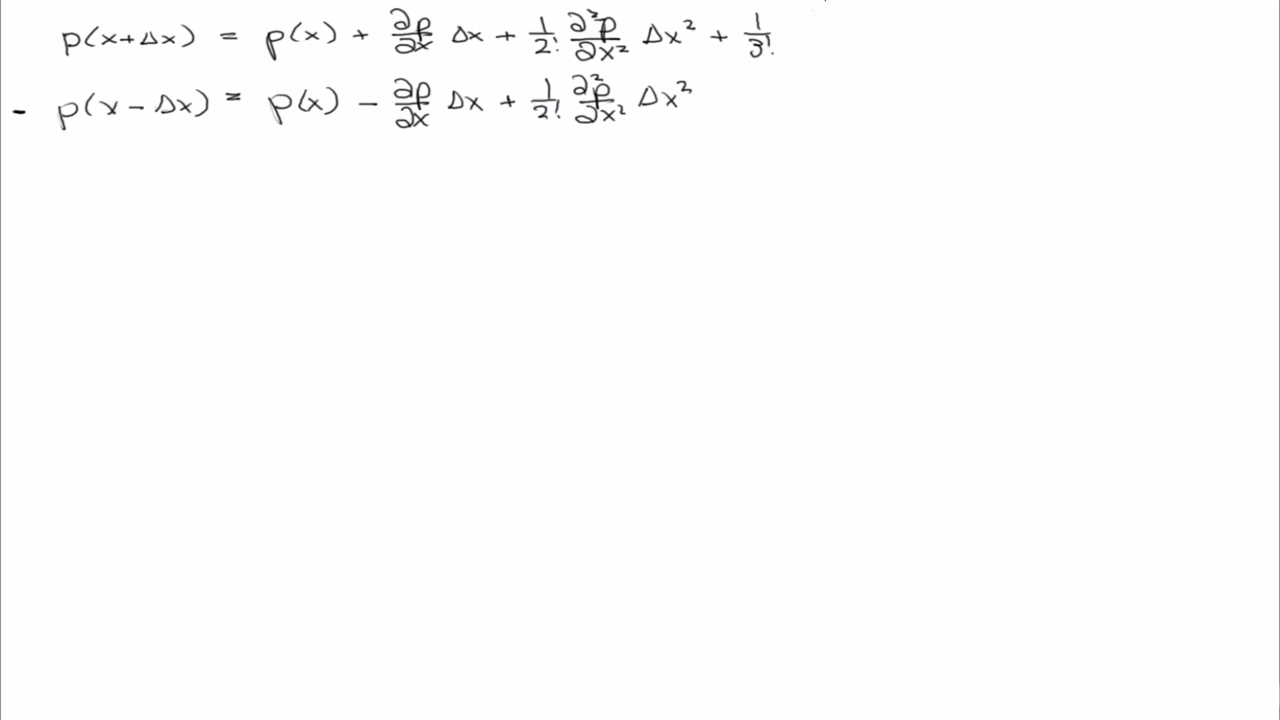 p(x+Δx) = p(x) + ∂p/∂x Δx + 1/2! ∂²p/∂x² Δx² + 1/3!
- p(x-Δx) = p(x) - ∂p/∂x Δx + 1/2! ∂²p/∂x² Δx²